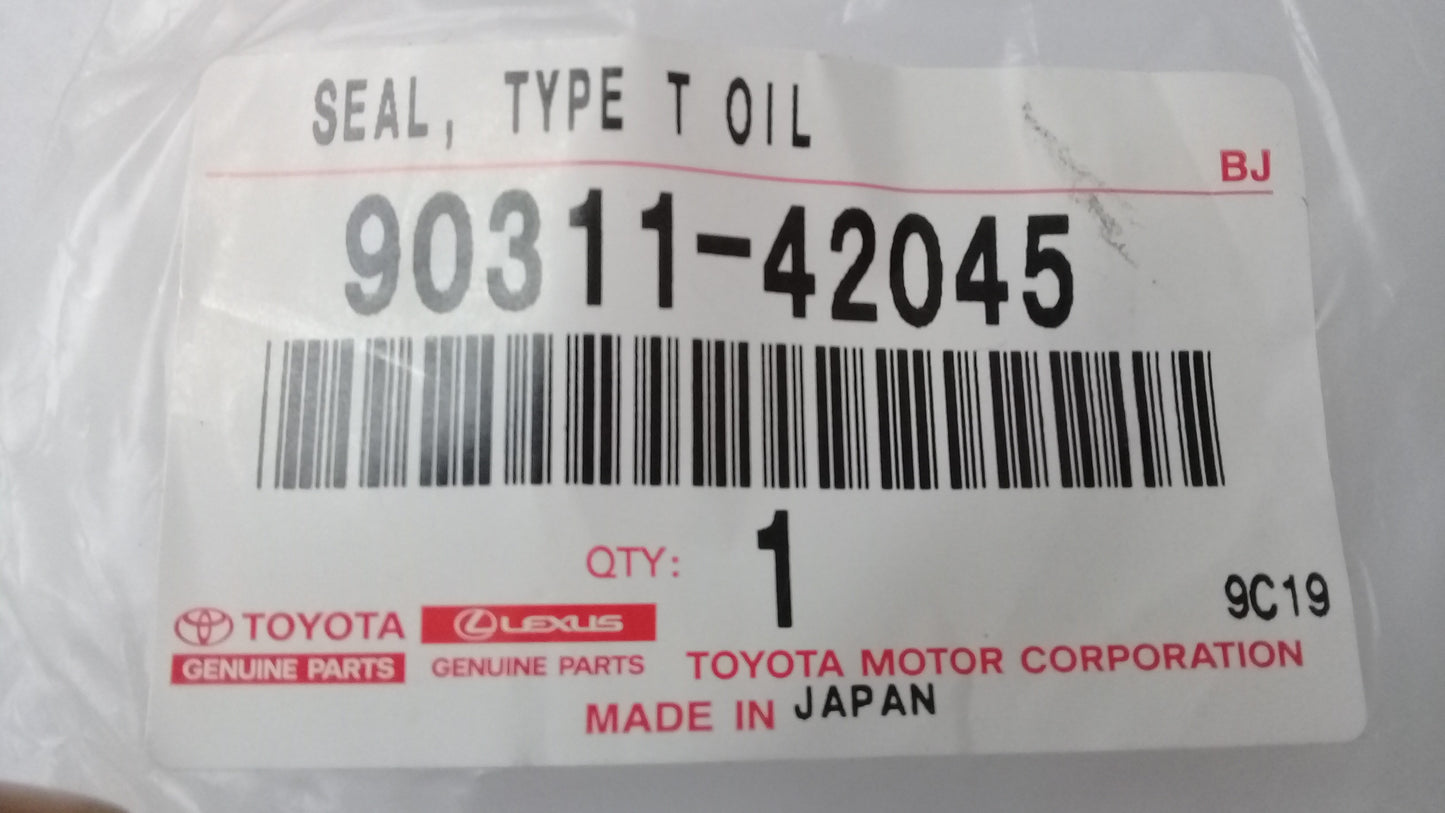 SEAL, TYPE T OIL
BJ
90311-42045
QTY: 1
9C19
TOYOTA LEXUS
GENUINE PARTS GENUINE PARTS TOYOTA MOTOR CORPORATION
MADE IN JAPAN